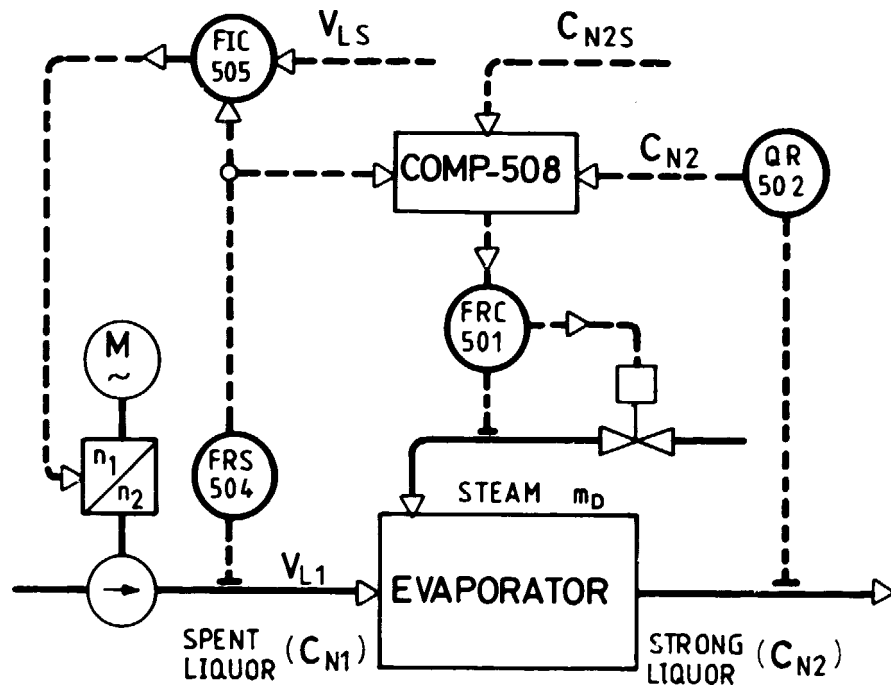 FIC
505
V_LS
C_N2S
COMP-508
C_N2
QR
502
FRC
501
M
~
n1
n2
FRS
504
STEAM m_D
V_L1
EVAPORATOR
SPENT
LIQUOR (C_N1)
STRONG
LIQUOR (C_N2)